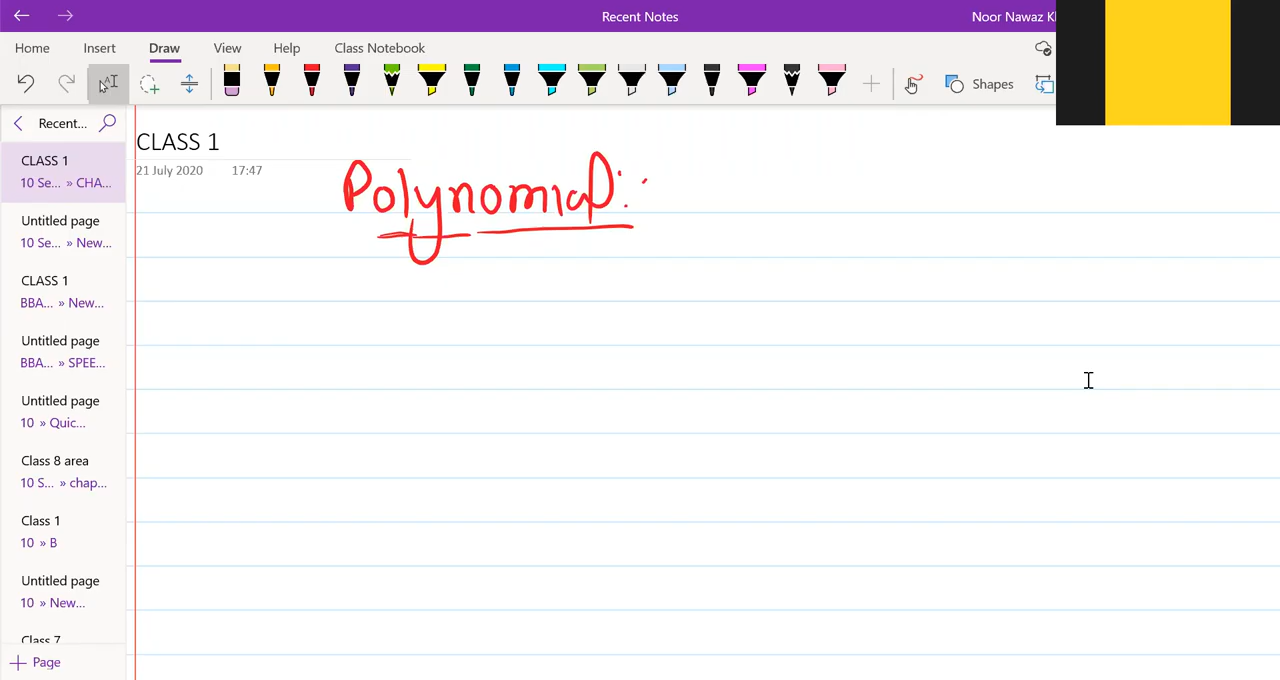 Recent Notes
Noor Nawaz
Home Insert Draw View Help Class Notebook
Shapes
Recent...
CLASS 1
10 Se... » CHA...
Untitled page
10 Se... » New...
CLASS 1
BBA... » New...
Untitled page
BBA... » SPEE...
Untitled page
10 » Quic...
Class 8 area
10 S... » chap...
Class 1
10 » B
Untitled page
10 » New...
Class 7
Page
CLASS 1
21 July 2020 17:47
Polynomial: